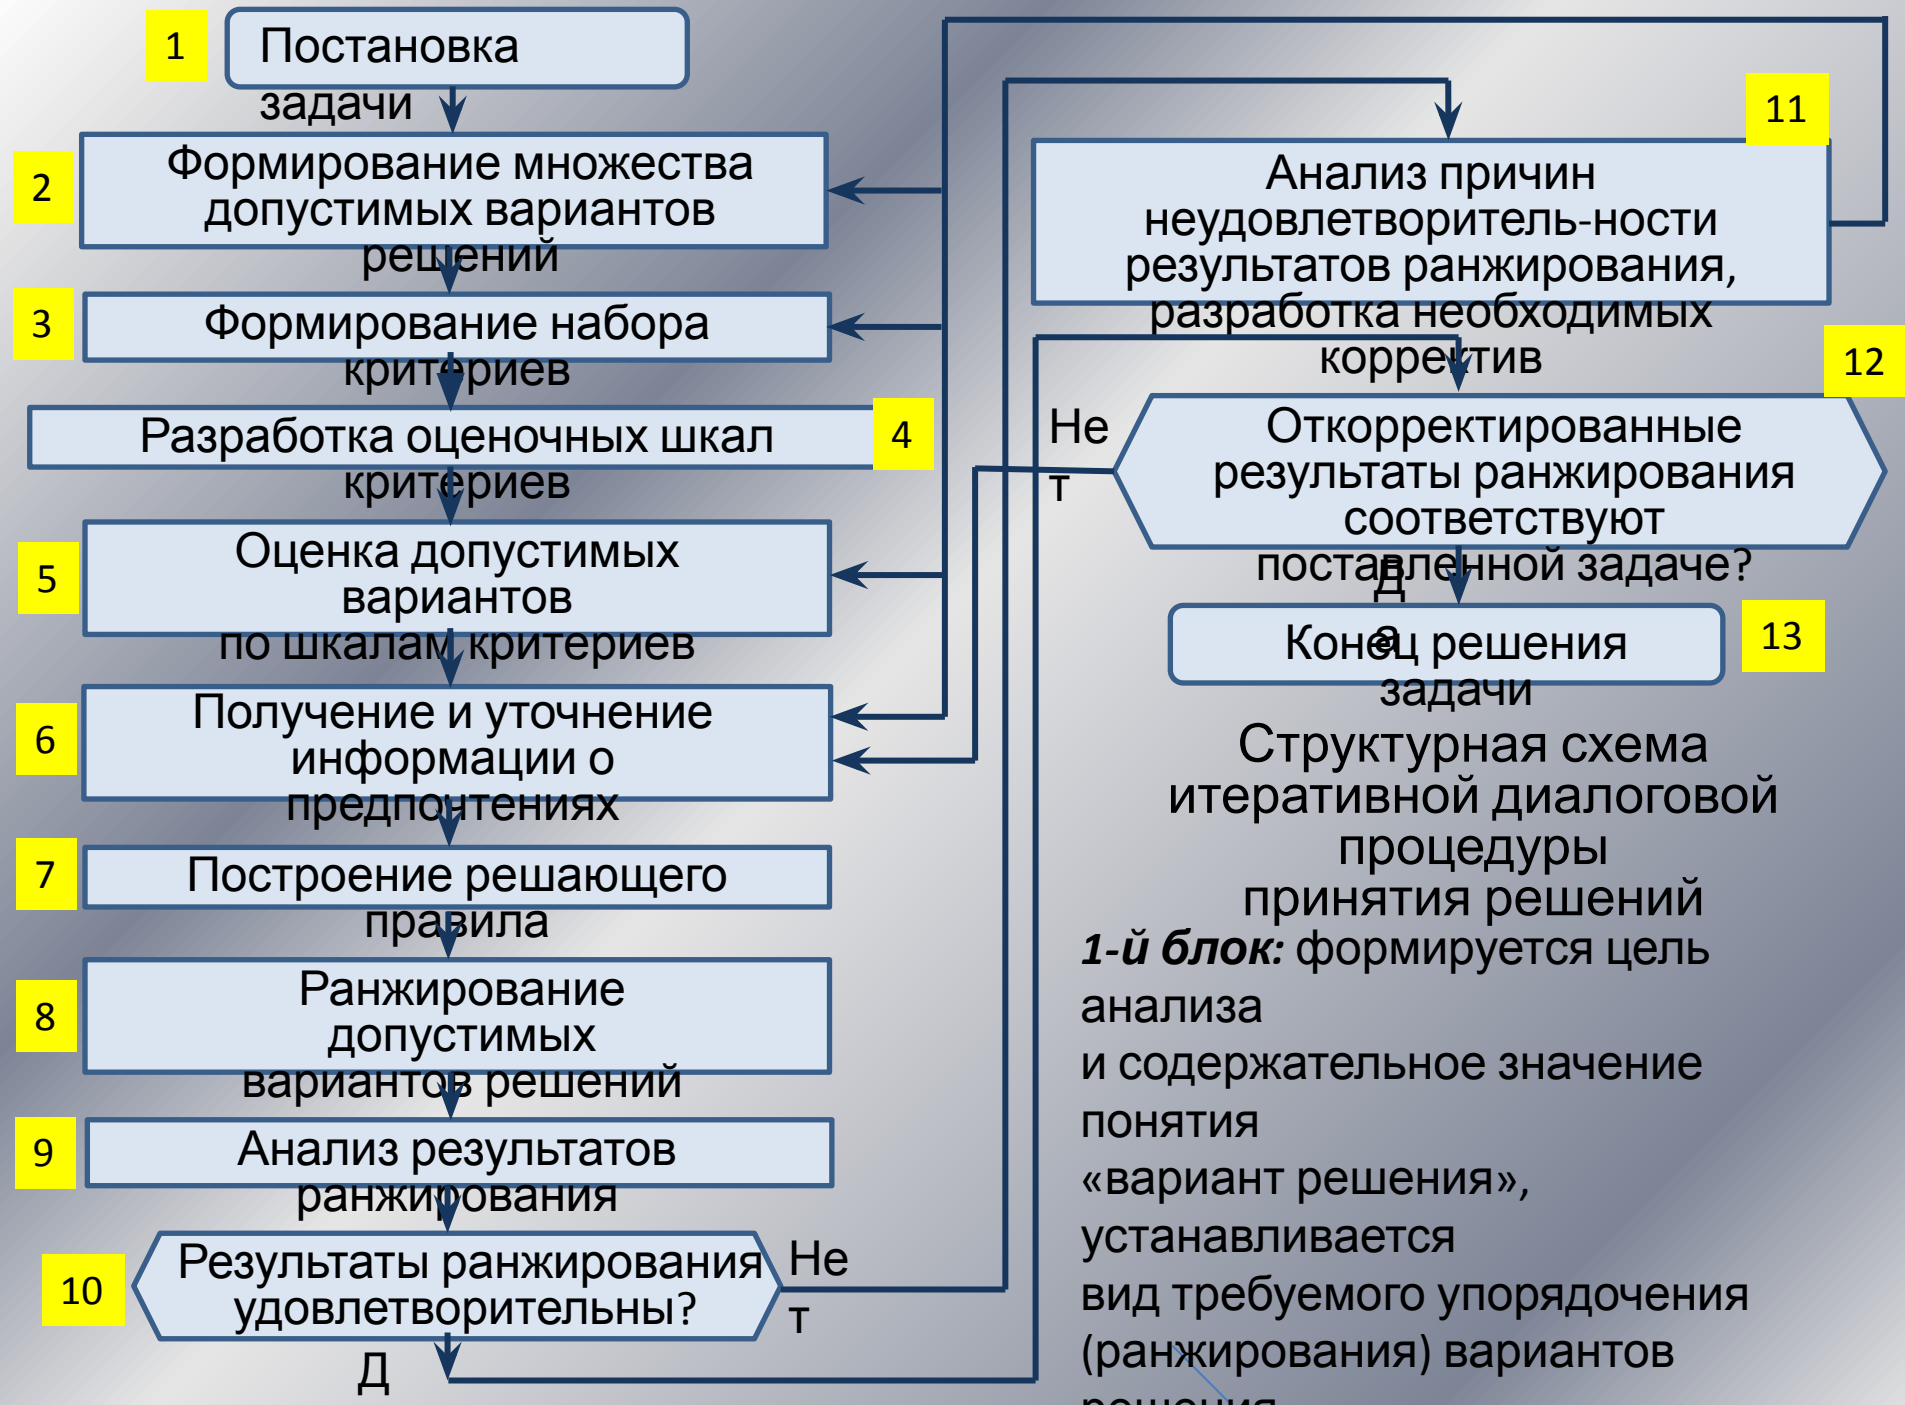 1
Постановка
задачи
2
Формирование множества
допустимых вариантов
решений
3
Формирование набора
критериев
Разработка оценочных шкал
критериев
4
5
Оценка допустимых
вариантов
по шкалам критериев
6
Получение и уточнение
информации о
предпочтениях
7
Построение решающего
правила
8
Ранжирование
допустимых
вариантов решений
9
Анализ результатов
ранжирования
10
Результаты ранжирования
удовлетворительны?
Не
т
Д
11
Анализ причин
неудовлетворитель-ности
результатов ранжирования,
разработка необходимых
корректив
12
Не
т
Откорректированные
результаты ранжирования
соответствуют
поставленной задаче?
Д
а
Конец решения
задачи
13
Структурная схема
итеративной диалоговой
процедуры
принятия решений
1-й блок: формируется цель
анализа
и содержательное значение
понятия
«вариант решения»,
устанавливается
вид требуемого упорядочения
(ранжирования) вариантов
решения